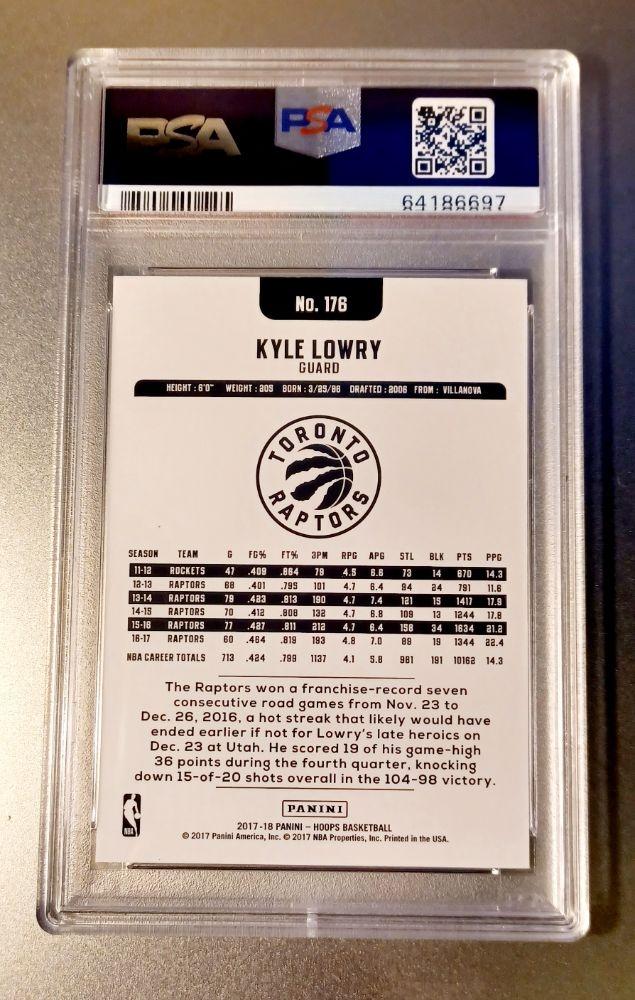 PSA PSA
64186697
No. 176
KYLE LOWRY
GUARD
HEIGHT : 6'0" WEIGHT : 205 BORN : 3/25/86 DRAFTED : 2006 FROM : VILLANOVA
TORONTO
RAPTORS
SEASON TEAM G FG% FT% 3PM RPG APG STL BLK PTS PPG
11-12 ROCKETS 47 .409 .864 79 4.5 6.6 73 14 670 14.3
12-13 RAPTORS 68 .401 .795 101 4.7 6.4 94 24 791 11.6
13-14 RAPTORS 79 .423 .813 190 4.7 7.4 121 15 1417 17.9
14-15 RAPTORS 70 .412 .808 132 4.7 6.8 109 13 1244 17.8
15-16 RAPTORS 77 .427 .811 212 4.7 6.4 158 34 1634 21.2
16-17 RAPTORS 60 .464 .819 193 4.8 7.0 88 19 1344 22.4
NBA CAREER TOTALS 713 .424 .799 1137 4.1 5.8 981 191 10162 14.3
The Raptors won a franchise-record seven
consecutive road games from Nov. 23 to
Dec. 26, 2016, a hot streak that likely would have
ended earlier if not for Lowry's late heroics on
Dec. 23 at Utah. He scored 19 of his game-high
36 points during the fourth quarter, knocking
down 15-of-20 shots overall in the 104-98 victory.
PANINI
NBA
2017-18 PANINI – HOOPS BASKETBALL
© 2017 Panini America, Inc. © 2017 NBA Properties, Inc. Printed in the USA.